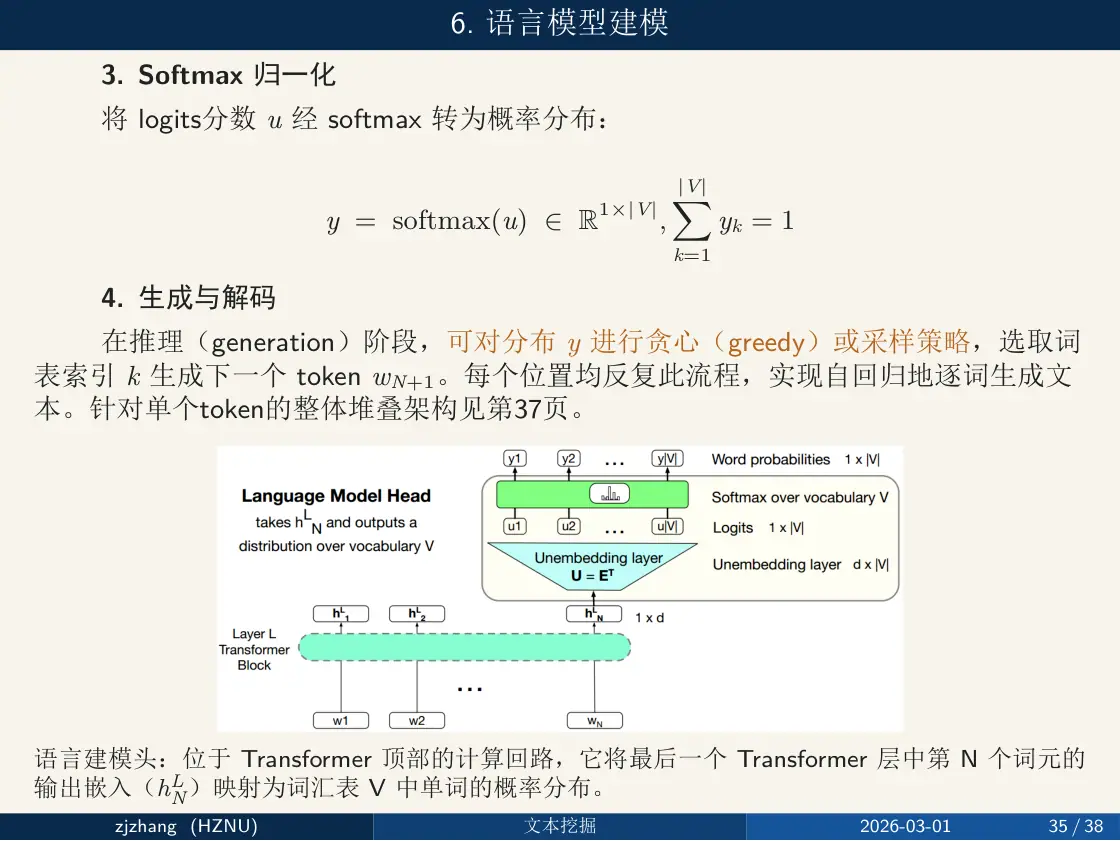 6. 语言模型建模
3. Softmax 归一化
将 logits分数 u 经 softmax 转为概率分布：
y = softmax(u) ∈ ℝ^{1×|V|}, \sum_{k=1}^{|V|} y_k = 1
4. 生成与解码
在推理（generation）阶段，可对分布 y 进行贪心（greedy）或采样策略，选取词
表索引 k 生成下一个 token w_{N+1}。每个位置均反复此流程，实现自回归地逐词生成文
本。针对单个token的整体堆叠架构见第37页。
y1 y2 ... y|V| Word probabilities 1 x |V|
Language Model Head
takes h^L_N and outputs a
distribution over vocabulary V
Softmax over vocabulary V
u1 u2 ... u|V| Logits 1 x |V|
Unembedding layer
U = E^T
Unembedding layer d x |V|
h^L_1 h^L_2 h^L_N 1 x d
Layer L
Transformer
Block
...
w1 w2 w_N
语言建模头：位于 Transformer 顶部的计算回路，它将最后一个 Transformer 层中第 N 个词元的
输出嵌入（h^L_N）映射为词汇表 V 中单词的概率分布。
zjzhang (HZNU) 文本挖掘 2026-03-01 35 / 38